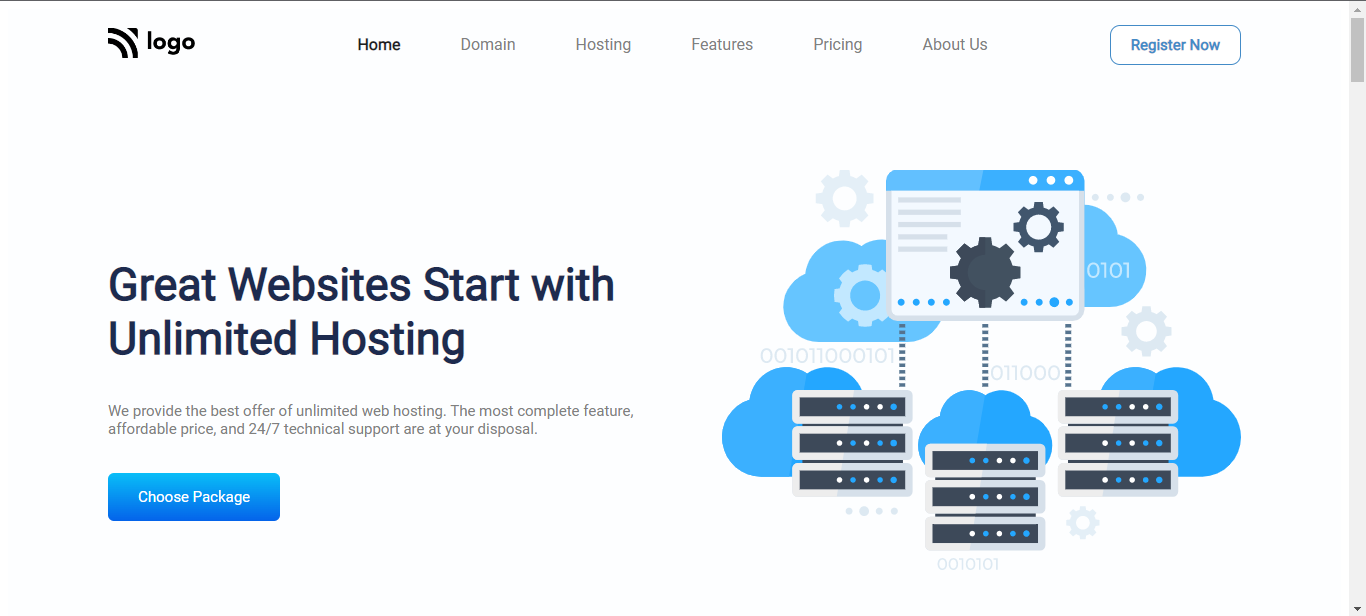 logo
Home
Domain
Hosting
Features
Pricing
About Us
Register Now
Great Websites Start with
Unlimited Hosting
We provide the best offer of unlimited web hosting. The most complete feature,
affordable price, and 24/7 technical support are at your disposal.
Choose Package
0101
001011000101
011000
0010101